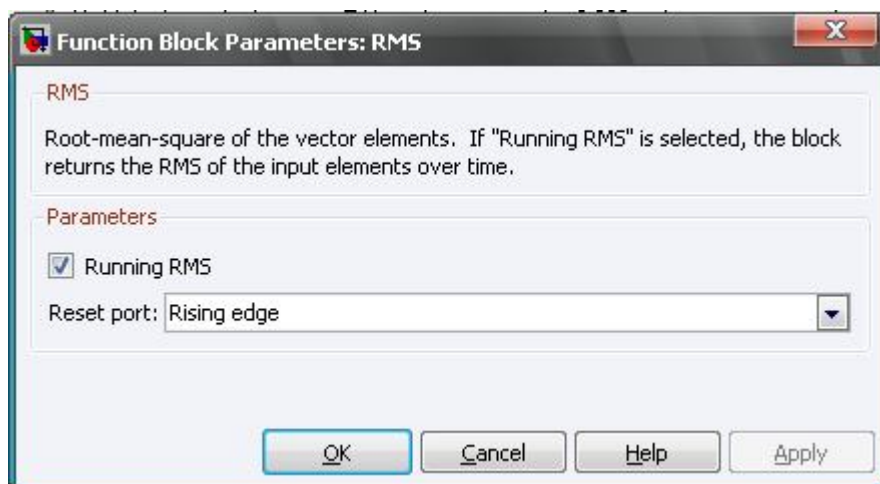 Function Block Parameters: RMS
RMS
Root-mean-square of the vector elements. If "Running RMS" is selected, the block
returns the RMS of the input elements over time.
Parameters
Running RMS
Reset port: Rising edge
OK Cancel Help Apply